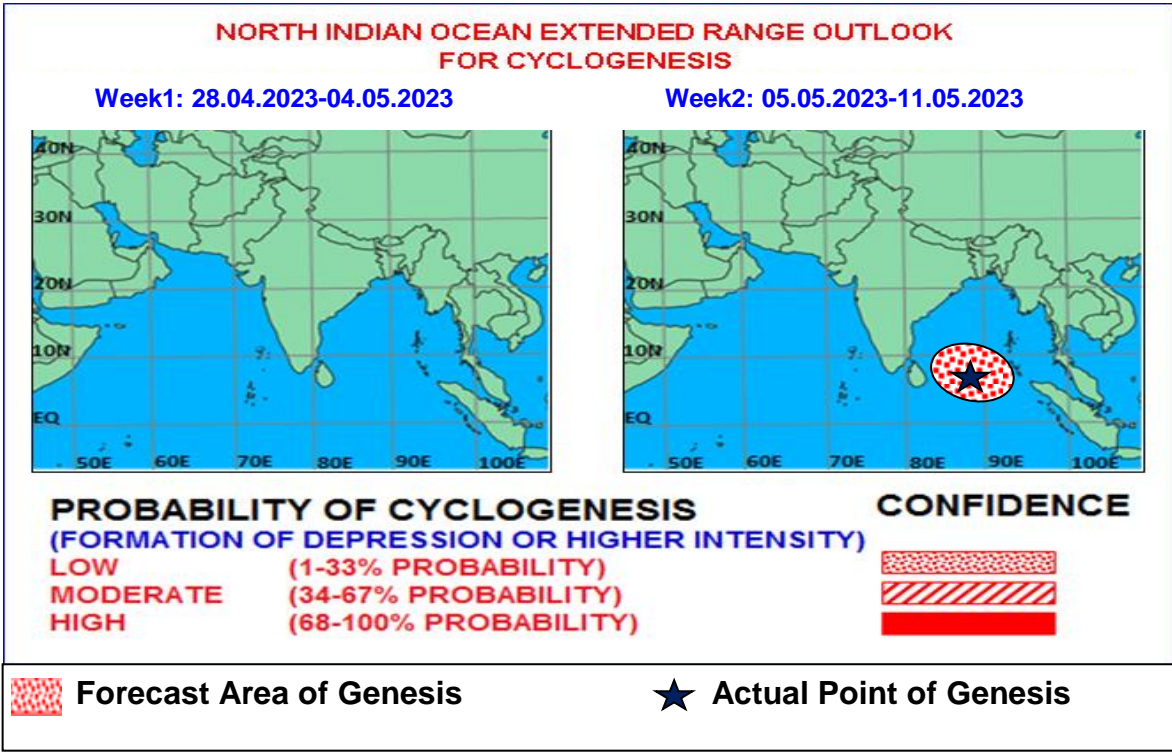 NORTH INDIAN OCEAN EXTENDED RANGE OUTLOOK
FOR CYCLOGENESIS
Week1: 28.04.2023-04.05.2023 Week2: 05.05.2023-11.05.2023
40N 40N
30N 30N
20N 20N
10N 10N
EQ EQ
50E 60E 70E 80E 90E 100E 50E 60E 70E 80E 90E 100E
PROBABILITY OF CYCLOGENESIS CONFIDENCE
(FORMATION OF DEPRESSION OR HIGHER INTENSITY)
LOW (1-33% PROBABILITY)
MODERATE (34-67% PROBABILITY)
HIGH (68-100% PROBABILITY)
Forecast Area of Genesis Actual Point of Genesis